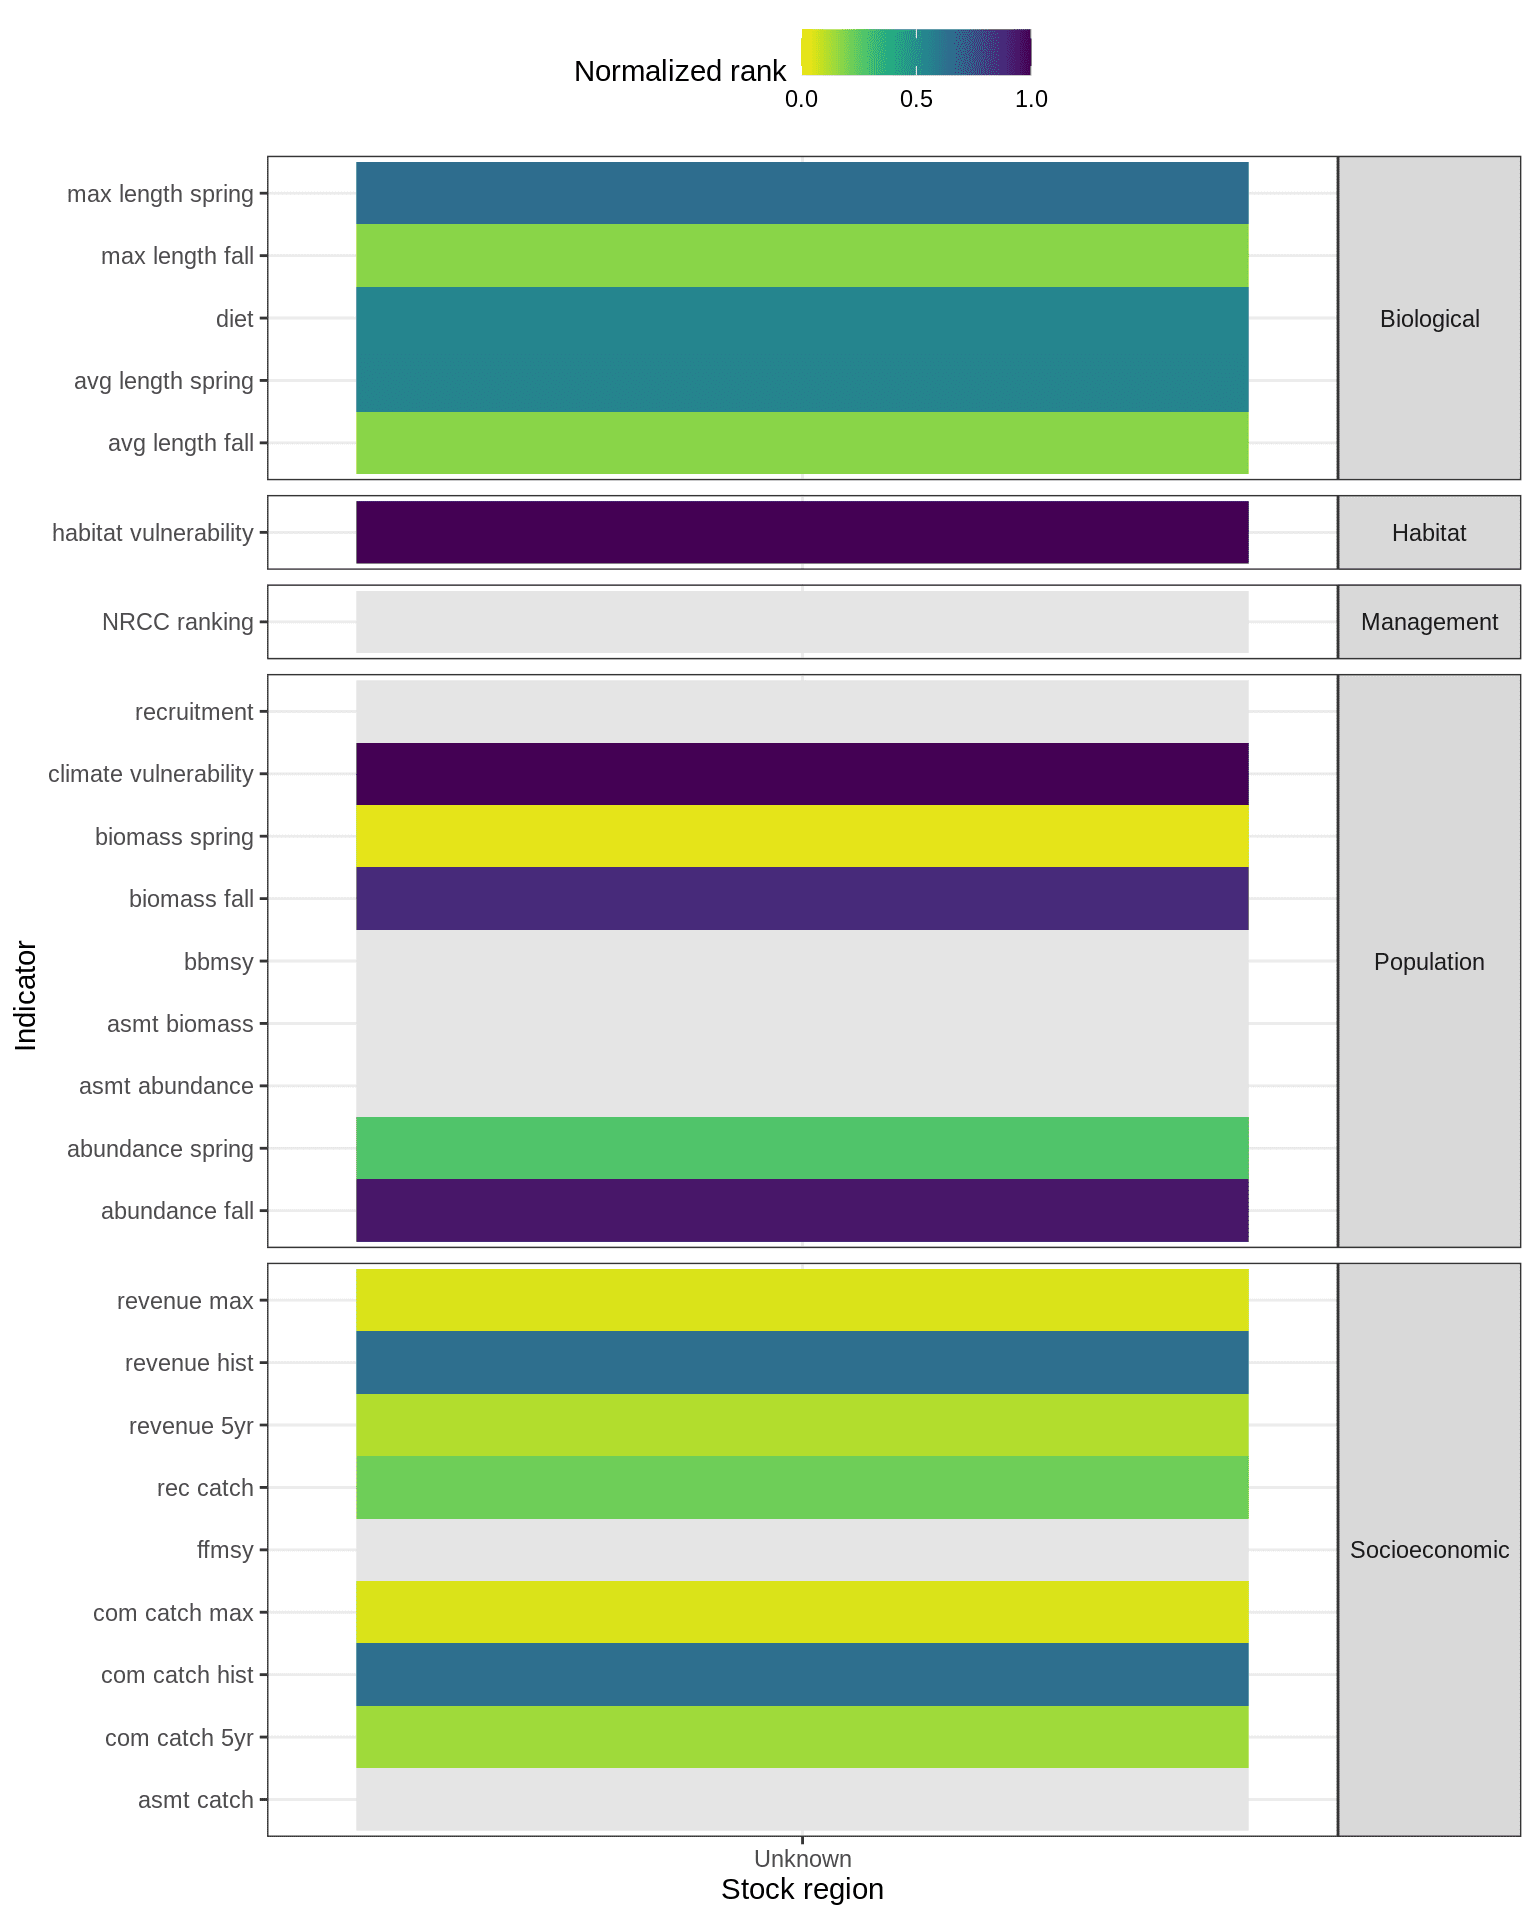 Normalized rank
0.0 0.5 1.0
max length spring
max length fall
diet
avg length spring
avg length fall
Biological
habitat vulnerability
Habitat
NRCC ranking
Management
recruitment
climate vulnerability
biomass spring
biomass fall
bbmsy
asmt biomass
asmt abundance
abundance spring
abundance fall
Population
Indicator
revenue max
revenue hist
revenue 5yr
rec catch
ffmsy
com catch max
com catch hist
com catch 5yr
asmt catch
Socioeconomic
Unknown
Stock region